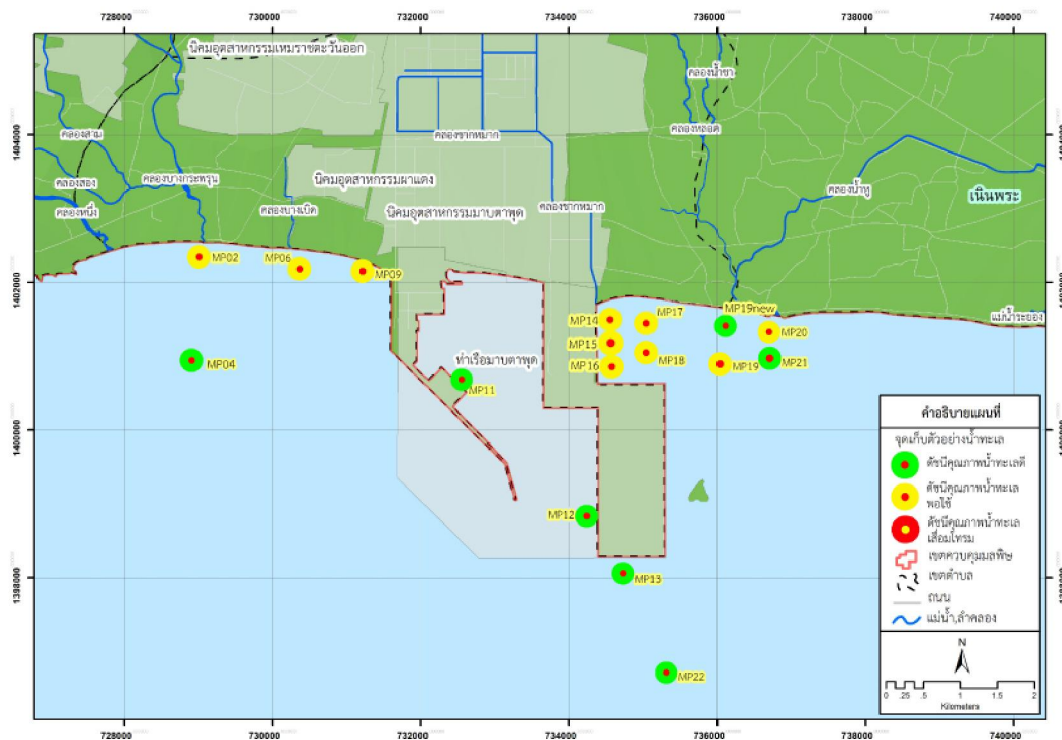 728000 730000 732000 734000 736000 738000 740000
นิคมอุตสาหกรรมเหมราชตะวันออก
คลองน้ำชา
คลองหลอด
คลองสาม
คลองชากหมาก
1404000
คลองบางกระพรุน
นิคมอุตสาหกรรมผาแดง
คลองสอง
คลองน้ำหู
เนินพระ
คลองหนึ่ง
คลองบางเบิด
นิคมอุตสาหกรรมมาบตาพุด
คลองชากหมาก
MP02
MP06
MP09
1402000
MP19new
แม่น้ำระยอง
MP14
MP17
MP20
MP15
MP04
ท่าเรือมาบตาพุด
MP18
MP16
MP19
MP21
MP11
1400000
MP12
MP13
1398000
MP22
คำอธิบายแผนที่
จุดเก็บตัวอย่างน้ำทะเล
ดัชนีคุณภาพน้ำทะเลดี
ดัชนีคุณภาพน้ำทะเล
พอใช้
ดัชนีคุณภาพน้ำทะเล
เสื่อมโทรม
เขตควบคุมมลพิษ
เขตตำบล
ถนน
แม่น้ำ,ลำคลอง
N
0 .25 .5 1 1.5 2
Kilometers
728000 730000 732000 734000 736000 738000 740000